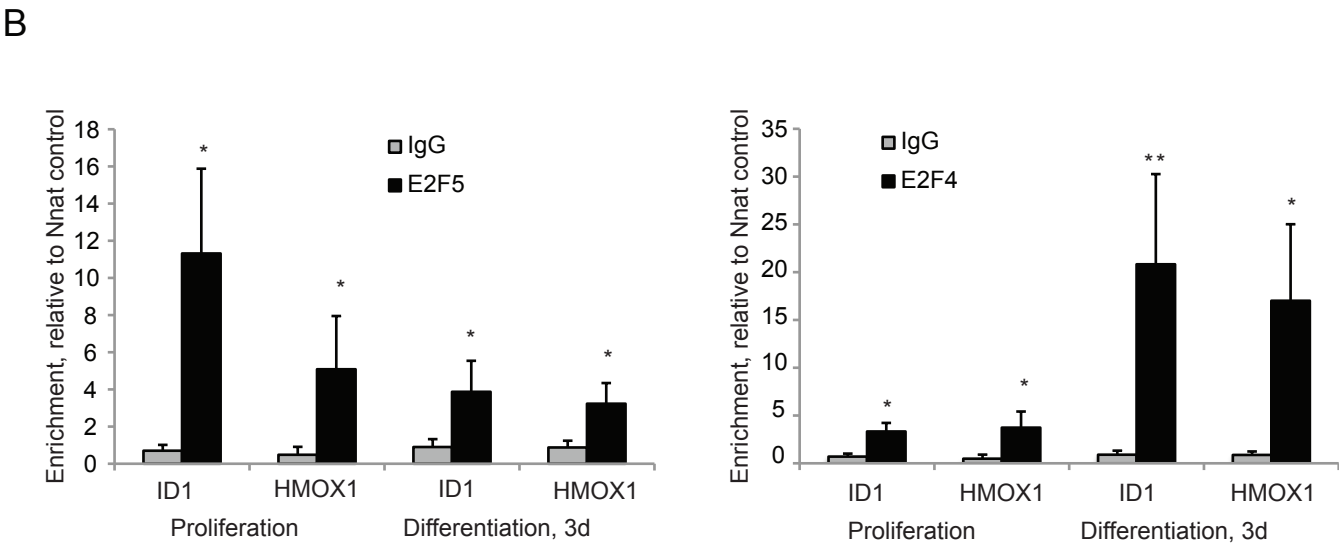 B
Enrichment, relative to Nnat control
18
16
14
12
10
8
6
4
2
0
IgG
E2F5
*
*
*
*
ID1
HMOX1
ID1
HMOX1
Proliferation
Differentiation, 3d
Enrichment, relative to Nnat control
35
30
25
20
15
10
5
0
IgG
E2F4
*
*
**
*
ID1
HMOX1
ID1
HMOX1
Proliferation
Differentiation, 3d